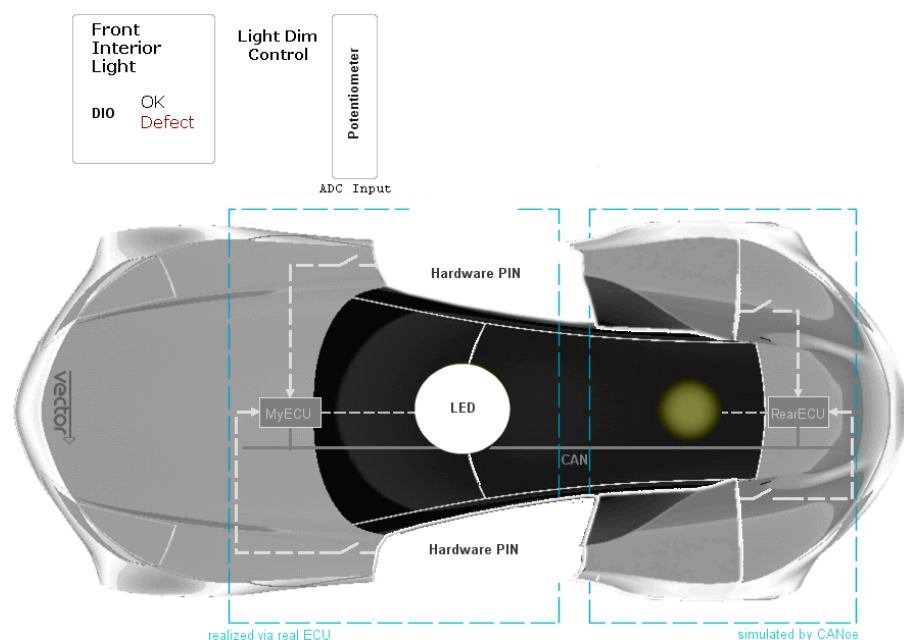 Front
Interior
Light
DIO
OK
Defect
Light Dim
Control
Potentiometer
ADC Input
Hardware PIN
vector
MyECU
LED
RearECU
CAN
Hardware PIN
realized via real ECU
simulated by CANoe